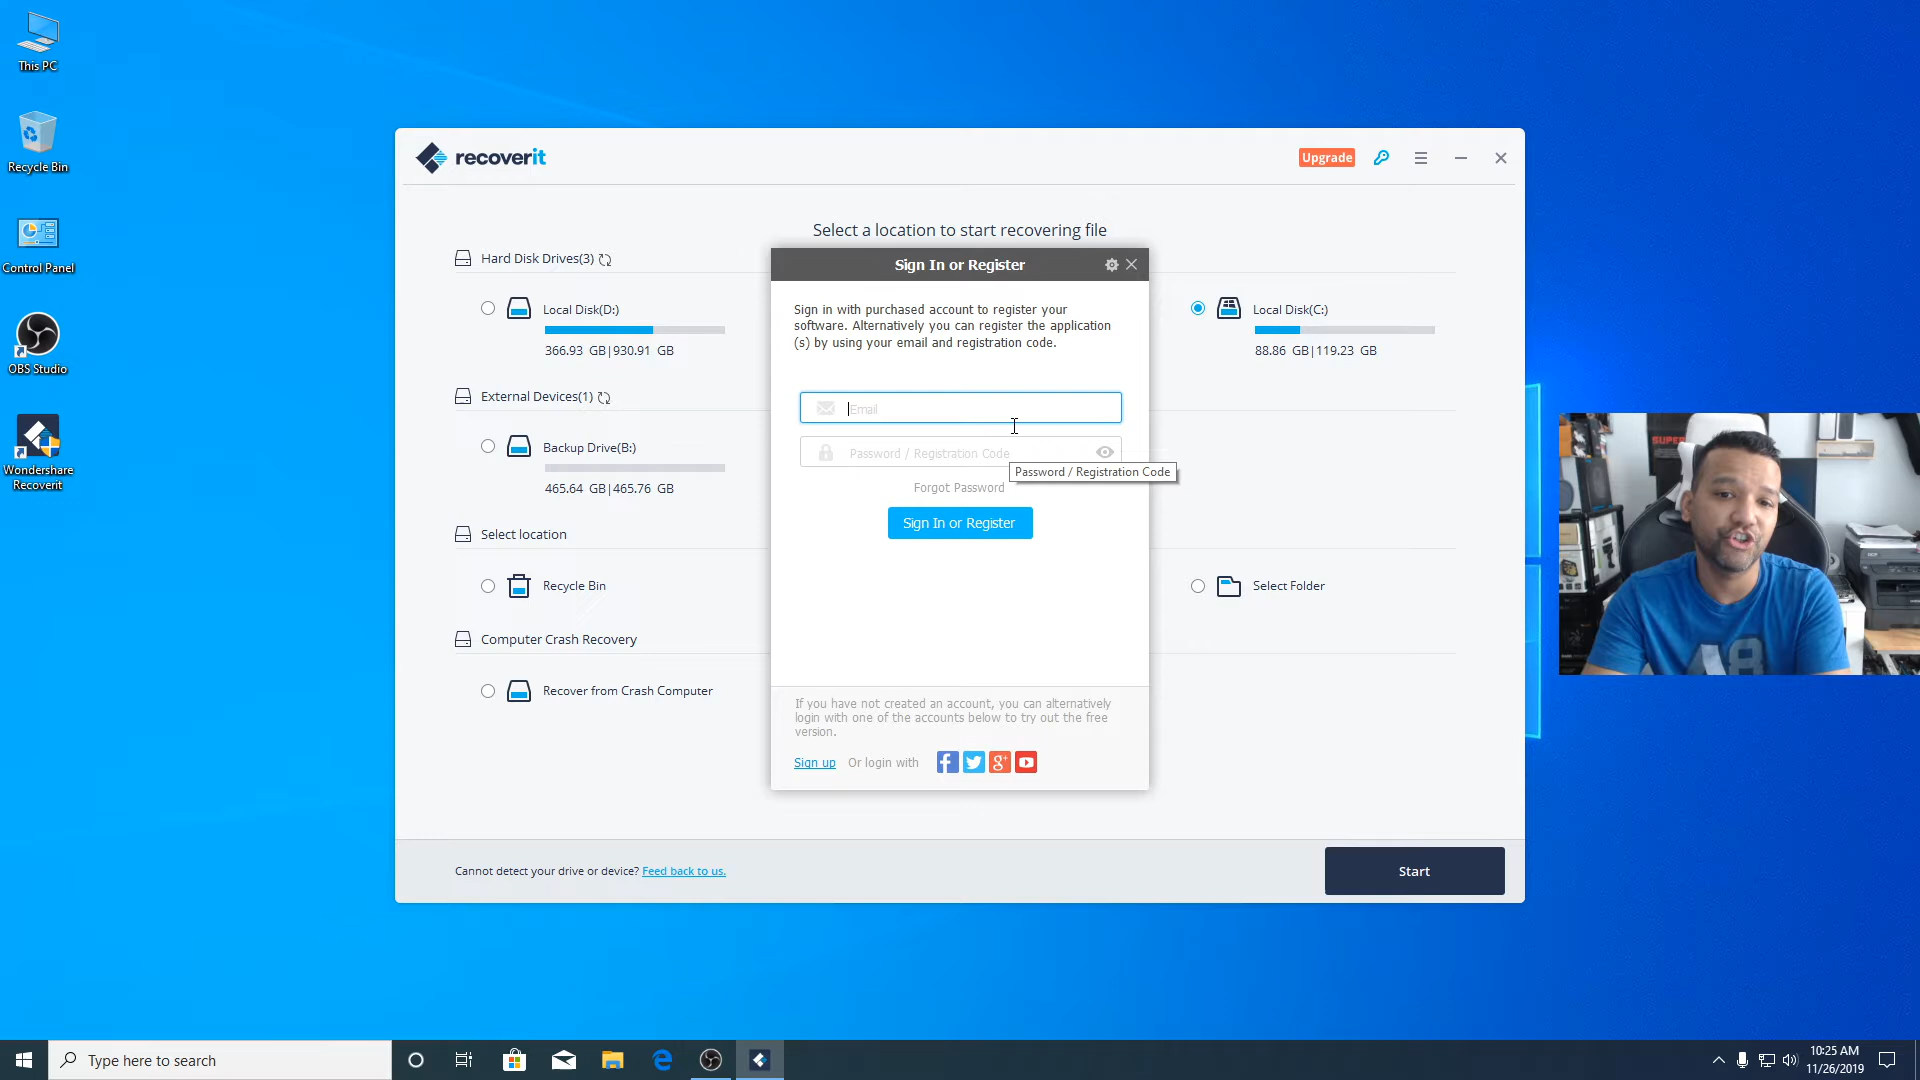 This PC
Recycle Bin
Control Panel
OBS Studio
Wondershare
Recoverit
recoverit
Upgrade
Select a location to start recovering file
Hard Disk Drives(3)
Local Disk(D:)
366.93 GB|930.91 GB
Local Disk(C:)
88.86 GB|119.23 GB
External Devices(1)
Backup Drive(B:)
465.64 GB|465.76 GB
Select location
Recycle Bin
Select Folder
Computer Crash Recovery
Recover from Crash Computer
Sign In or Register
Sign in with purchased account to register your
software. Alternatively you can register the application
(s) by using your email and registration code.
Email
Password / Registration Code
Password / Registration Code
Forgot Password
Sign In or Register
If you have not created an account, you can alternatively
login with one of the accounts below to try out the free
version.
Sign up Or login with
Cannot detect your drive or device? Feed back to us.
Start
SUPER
Type here to search
10:25 AM
11/26/2019